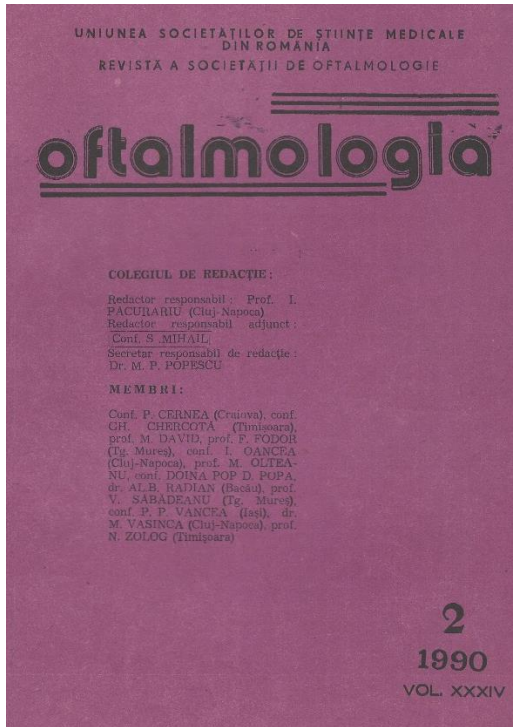 UNIUNEA SOCIETAȚILOR DE ȘTIINȚE MEDICALE
DIN ROMÂNIA
REVISTĂ A SOCIETAȚII DE OFTALMOLOGIE
oftalmologia
COLEGIUL DE REDACȚIE :
Redactor responsabil : Prof. I.
PACURARIU (Cluj-Napoca)
Redactor responsabil adjunct :
Conf. S .MIHAIL
Secretar responsabil de redacție :
Dr. M. P. POPESCU
MEMBRI :
Conf. P. CERNEA (Craiova), conf.
GH. CHERCOTĂ (Timișoara),
prof. M. DAVID, prof. F. FODOR
(Tg. Mureș), conf. I. OANCEA
(Cluj-Napoca), prof. M. OLTEA-
NU, conf. DOINA POP D. POPA,
dr. AL.B. RADIAN (Bacău), prof.
V. SĂBĂDEANU (Tg. Mureș),
conf. P. P. VANCEA (Iași), dr.
M. VASINCA (Cluj-Napoca), prof.
N. ZOLOG (Timișoara)
2
1990
VOL. XXXIV